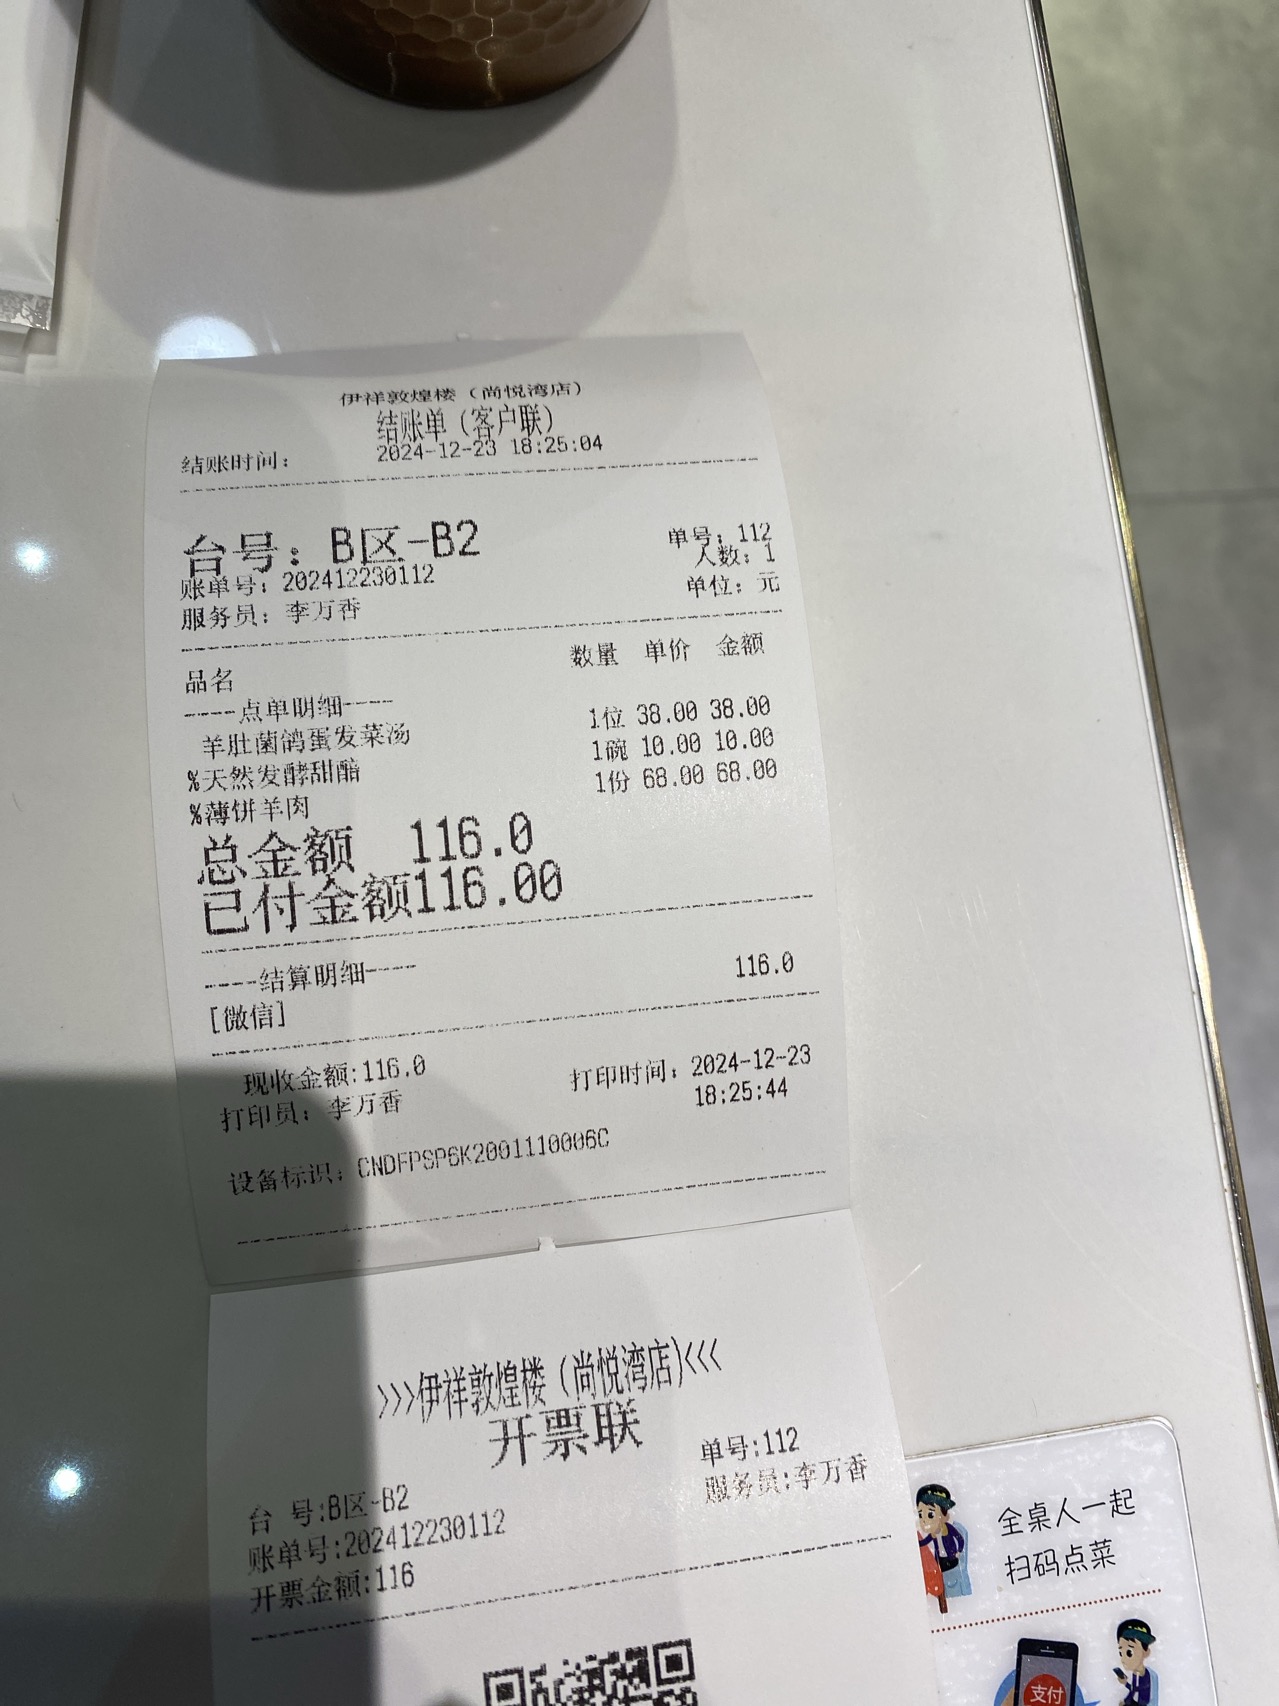 伊祥敦煌楼（尚悦湾店）
结账单（客户联）
结账时间： 2024-12-23 18:25:04
台号：B区-B2 单号：112
人数：1
账单号：202412230112 单位：元
服务员：李万香
品名 数量 单价 金额
----点单明细----
羊肚菌鸽蛋发菜汤 1位 38.00 38.00
%天然发酵甜醅 1碗 10.00 10.00
%薄饼羊肉 1份 68.00 68.00
总金额 116.0
已付金额116.00
----结算明细----
[微信] 116.0
现收金额:116.0 打印时间：2024-12-23
打印员：李万香 18:25:44
设备标识：CNDFPSP6K2001110006C
>>>伊祥敦煌楼（尚悦湾店)<<<
开票联
台 号:B区-B2 单号:112
账单号:202412230112 服务员:李万香
开票金额:116
全桌人一起
扫码点菜
支付